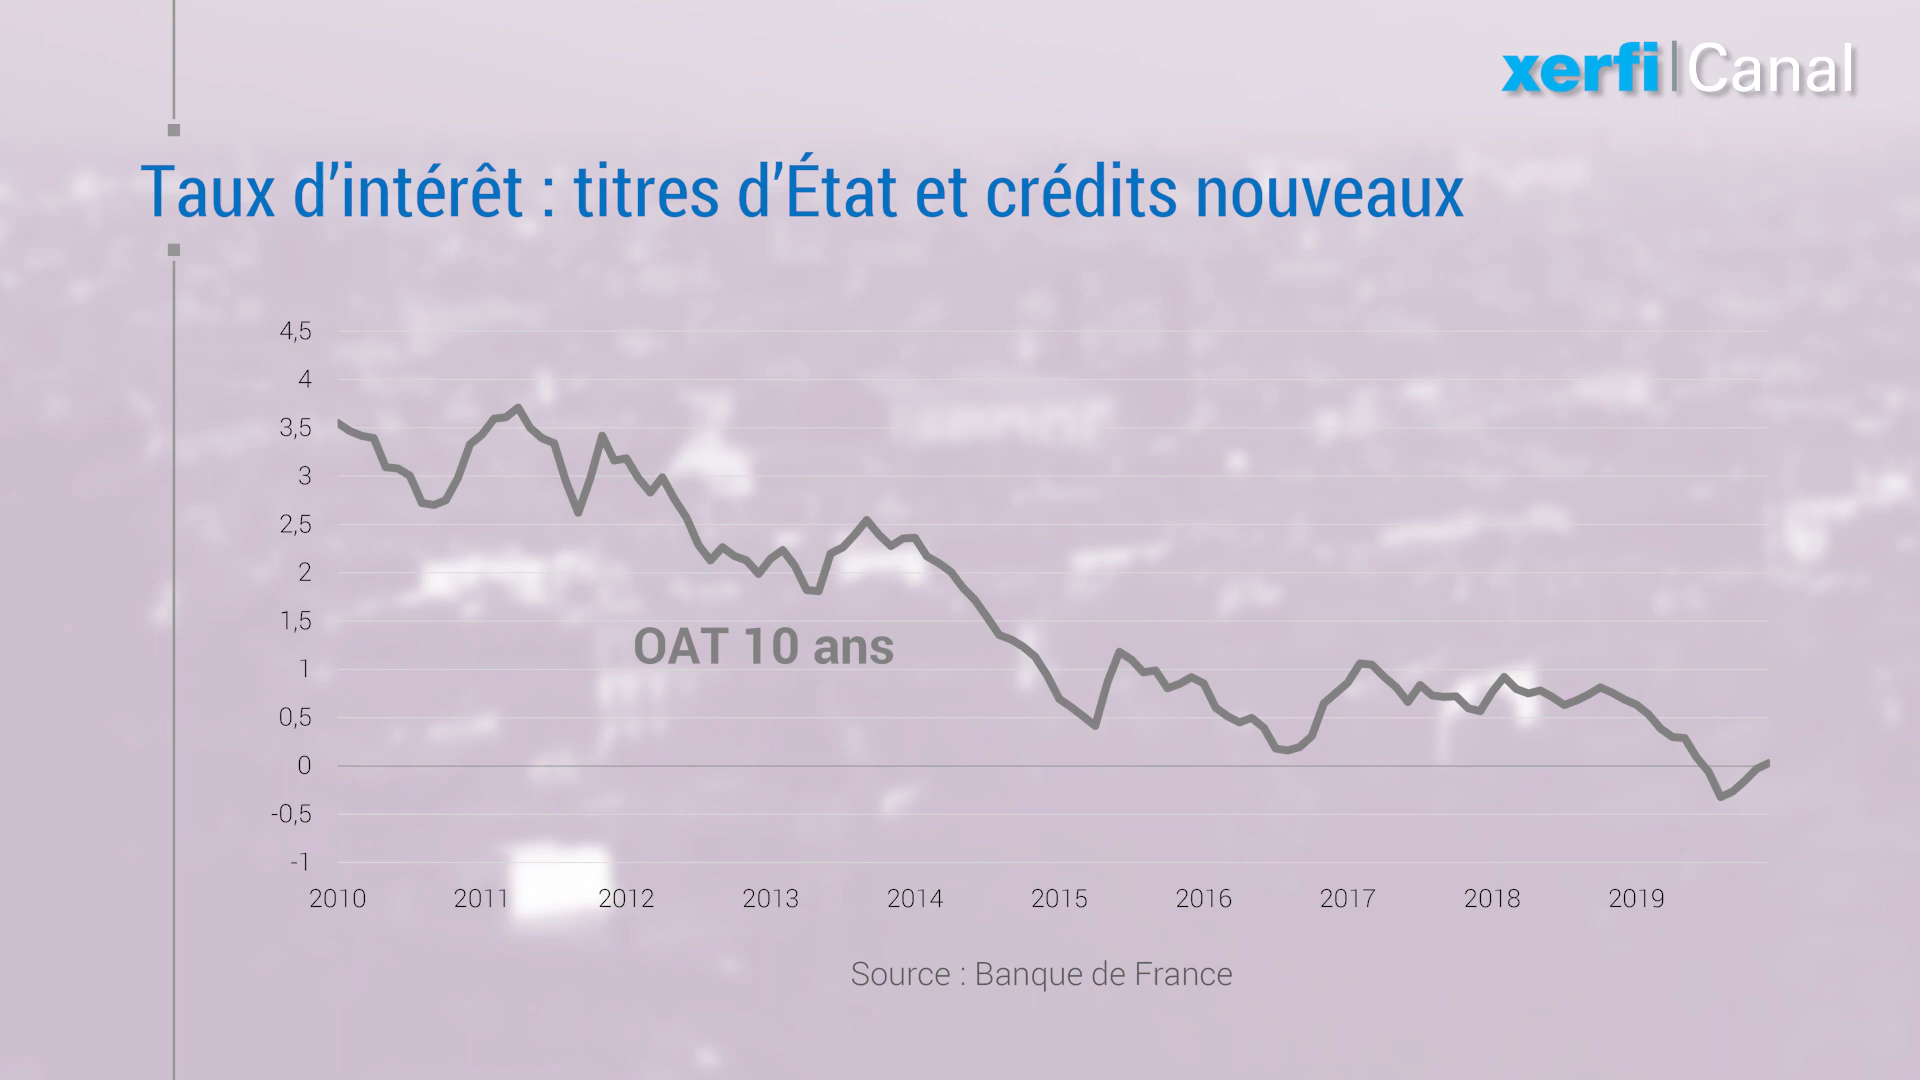 xerfi Canal
Taux d’intérêt : titres d’État et crédits nouveaux
4,5
4
3,5
3
2,5
2
1,5
OAT 10 ans
1
0,5
0
-0,5
-1
2010 2011 2012 2013 2014 2015 2016 2017 2018 2019
Source : Banque de France